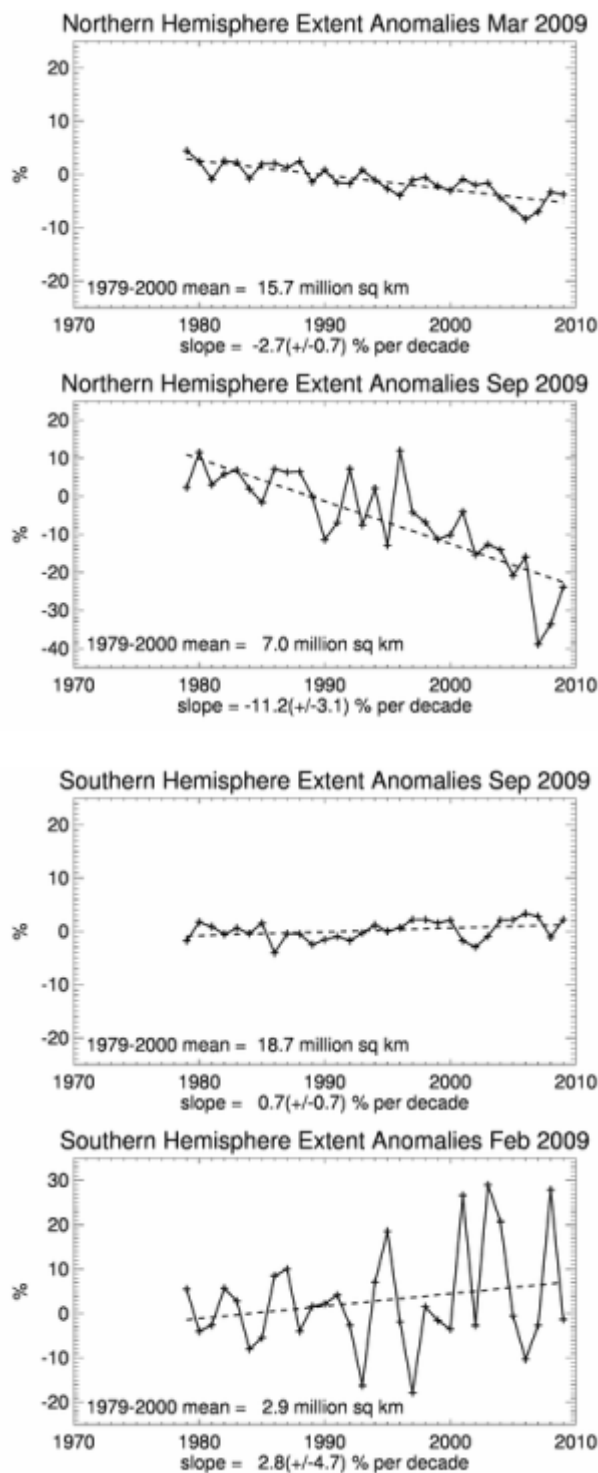 Northern Hemisphere Extent Anomalies Mar 2009
20
10
0
-10
-20
%
1979-2000 mean = 15.7 million sq km
1970 1980 1990 2000 2010
slope = -2.7(+/-0.7) % per decade
Northern Hemisphere Extent Anomalies Sep 2009
20
10
0
-10
-20
-30
-40
%
1979-2000 mean = 7.0 million sq km
1970 1980 1990 2000 2010
slope = -11.2(+/-3.1) % per decade
Southern Hemisphere Extent Anomalies Sep 2009
20
10
0
-10
-20
%
1979-2000 mean = 18.7 million sq km
1970 1980 1990 2000 2010
slope = 0.7(+/-0.7) % per decade
Southern Hemisphere Extent Anomalies Feb 2009
30
20
10
0
-10
-20
%
1979-2000 mean = 2.9 million sq km
1970 1980 1990 2000 2010
slope = 2.8(+/-4.7) % per decade